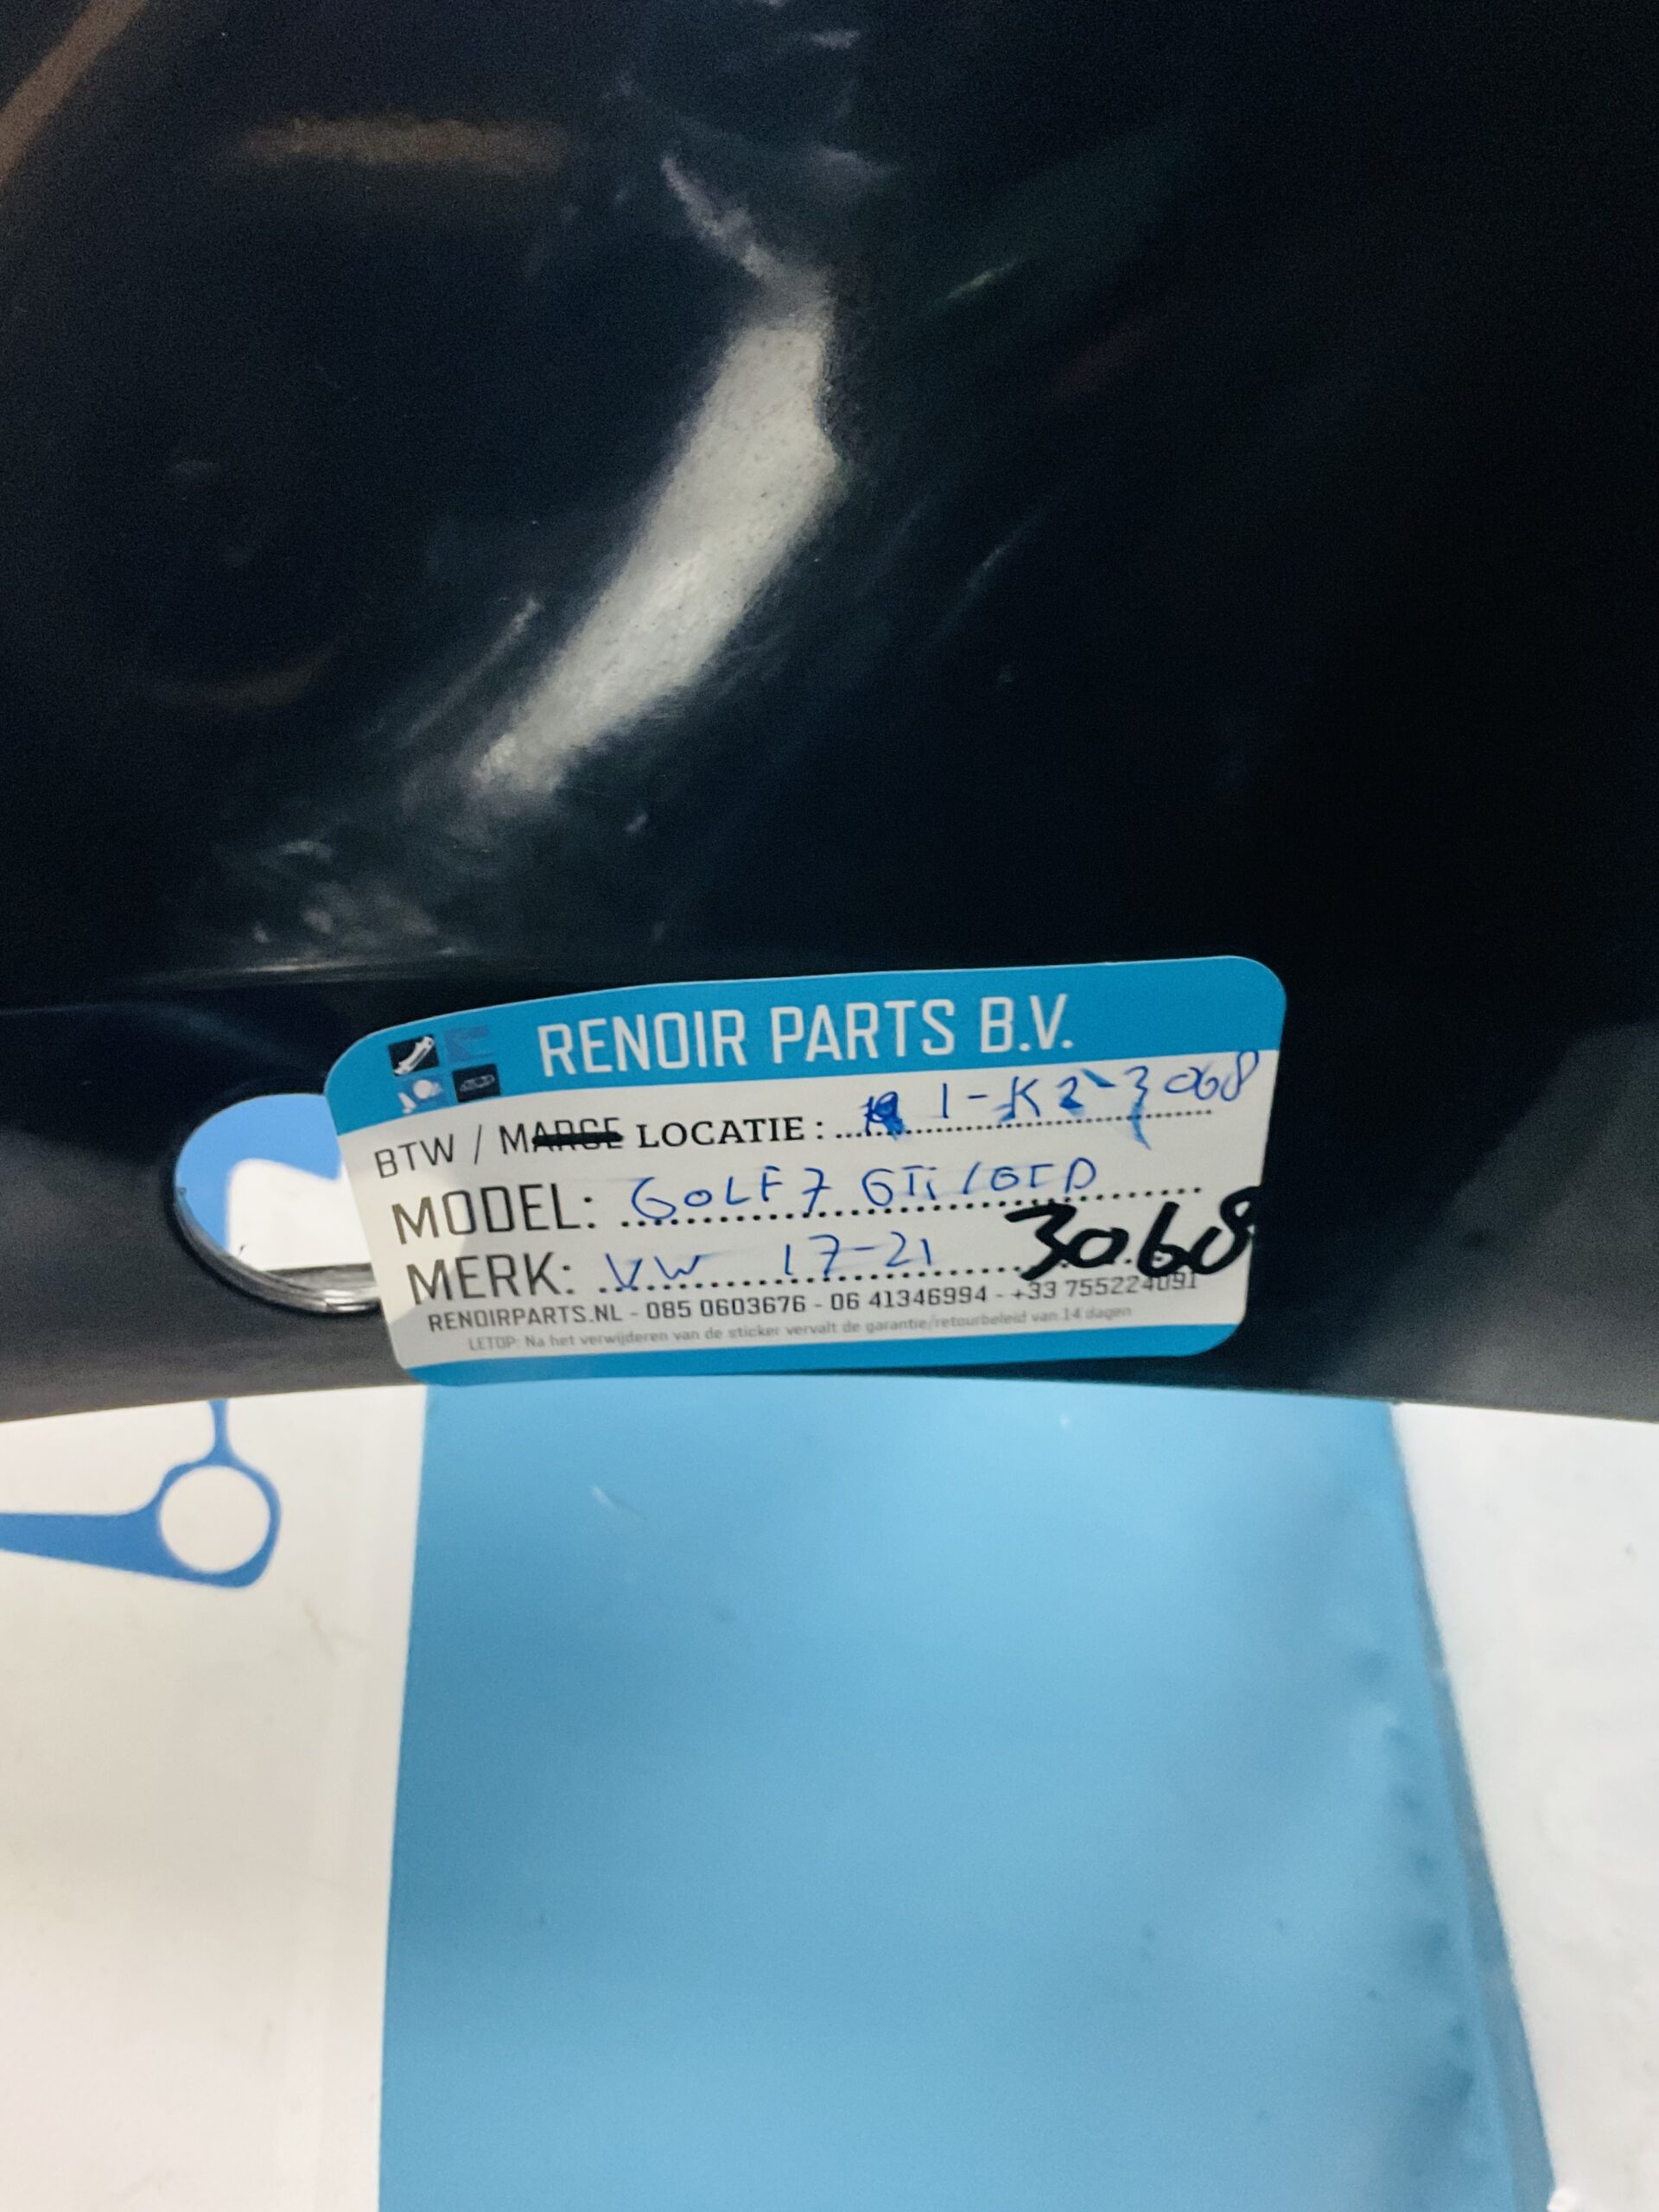 RENOIR PARTS B.V.
BTW / MARGE LOCATIE : 1-K2-3068
MODEL: GOLF7 GTi / GTD
MERK: VW 17-21 3068
RENOIRPARTS.NL - 085 0603676 - 06 41346994 - +33 755224091
LETOP: Na het verwijderen van de sticker vervalt de garantie/retourbeleid van 14 dagen